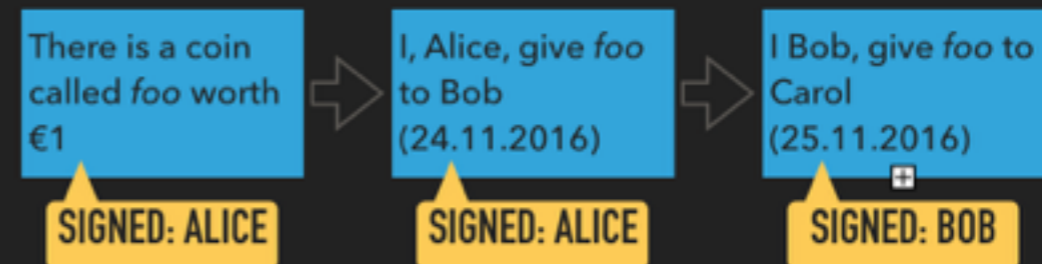 There is a coin
called foo worth
€1
SIGNED: ALICE
I, Alice, give foo
to Bob
(24.11.2016)
SIGNED: ALICE
I Bob, give foo to
Carol
(25.11.2016)
SIGNED: BOB